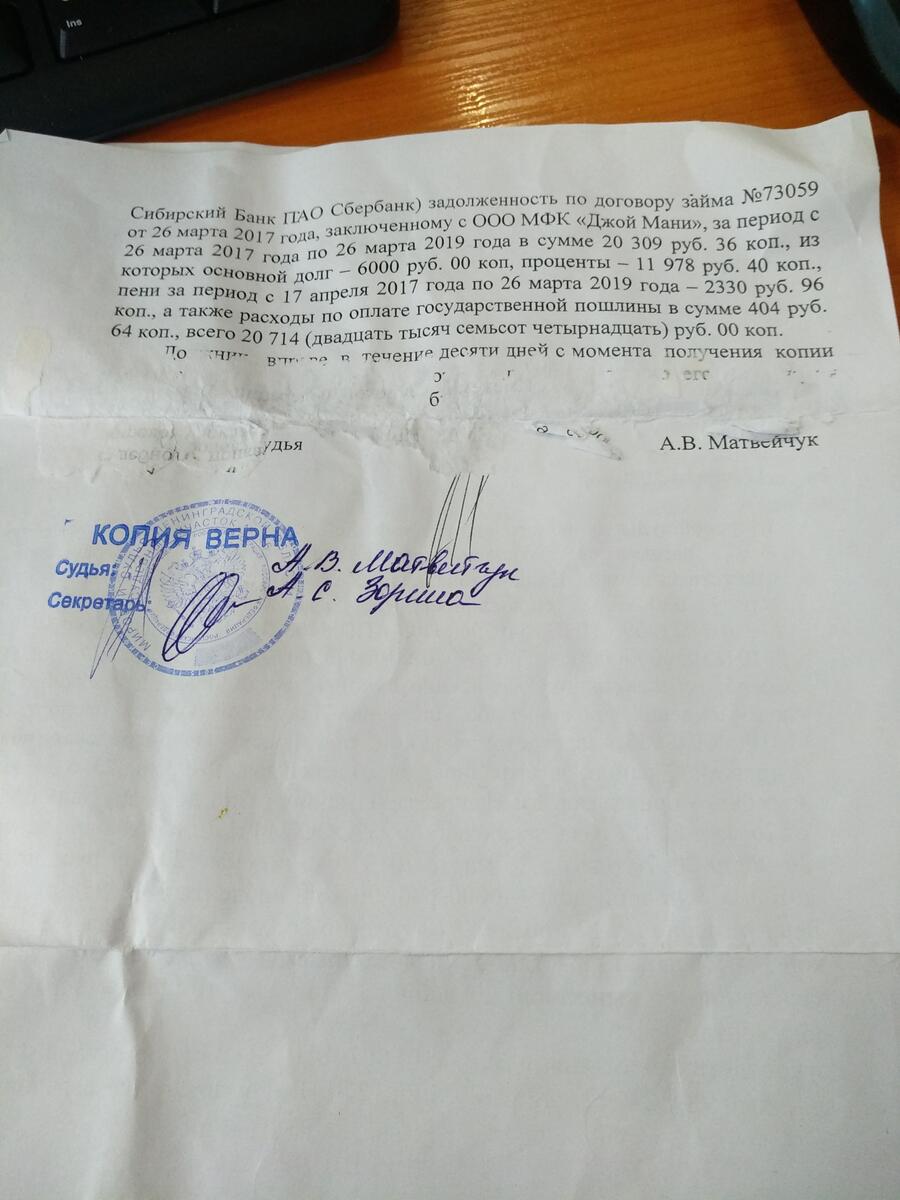 Ins
Сибирский Банк ПАО Сбербанк) задолженность по договору займа №73059
от 26 марта 2017 года, заключенному с ООО МФК «Джой Мани», за период с
26 марта 2017 года по 26 марта 2019 года в сумме 20 309 руб. 36 коп., из
которых основной долг – 6000 руб. 00 коп, проценты – 11 978 руб. 40 коп.,
пени за период с 17 апреля 2017 года по 26 марта 2019 года – 2330 руб. 96
коп., а также расходы по оплате государственной пошлины в сумме 404 руб.
64 коп., всего 20 714 (двадцать тысяч семьсот четырнадцать) руб. 00 коп.
в течение десяти дней с момента получения копии
А.В. Матвейчук
КОПИЯ ВЕРНА
Судья: А. В. Матвейчук
Секретарь: А. С. Зорина